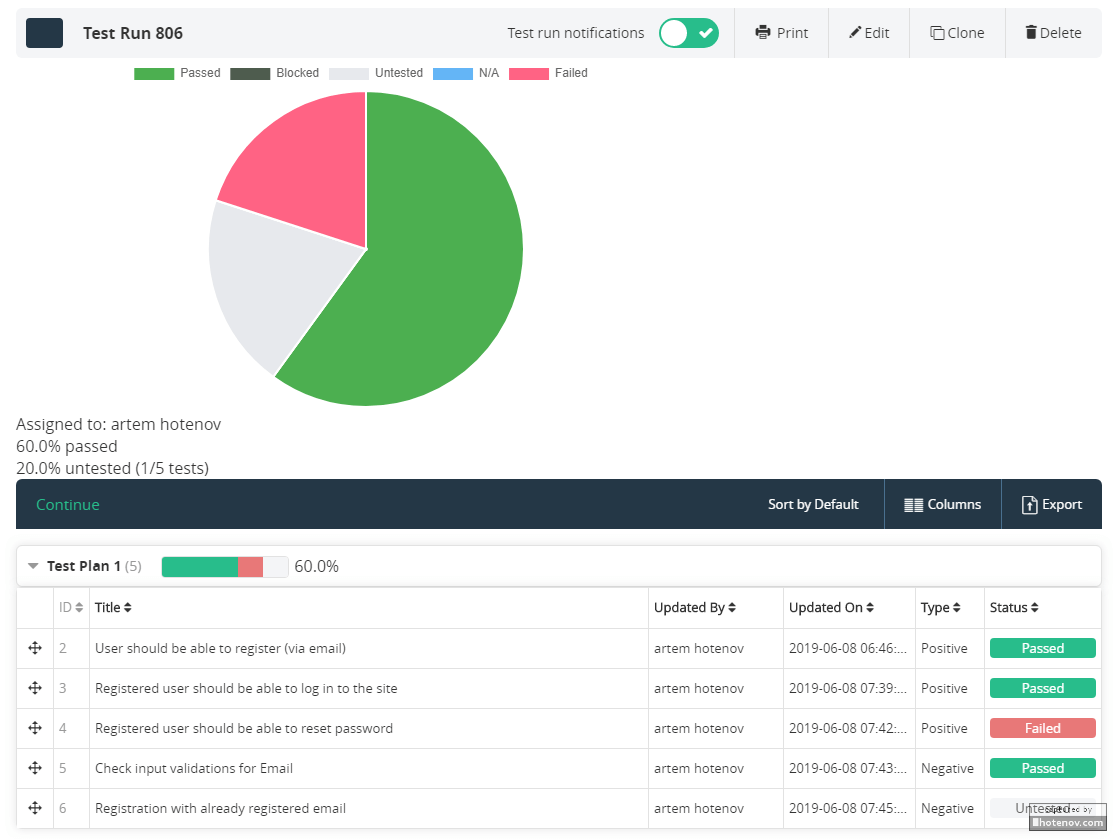 Test Run 806 Test run notifications Print Edit Clone Delete
Passed Blocked Untested N/A Failed
Assigned to: artem hotenov
60.0% passed
20.0% untested (1/5 tests)
Continue Sort by Default Columns Export
Test Plan 1 (5) 60.0%
ID Title Updated By Updated On Type Status
2 User should be able to register (via email) artem hotenov 2019-06-08 06:46:... Positive Passed
3 Registered user should be able to log in to the site artem hotenov 2019-06-08 07:39:... Positive Passed
4 Registered user should be able to reset password artem hotenov 2019-06-08 07:42:... Positive Failed
5 Check input validations for Email artem hotenov 2019-06-08 07:43:... Negative Passed
6 Registration with already registered email artem hotenov 2019-06-08 07:45:... Negative Untested
captured by
hotenov.com